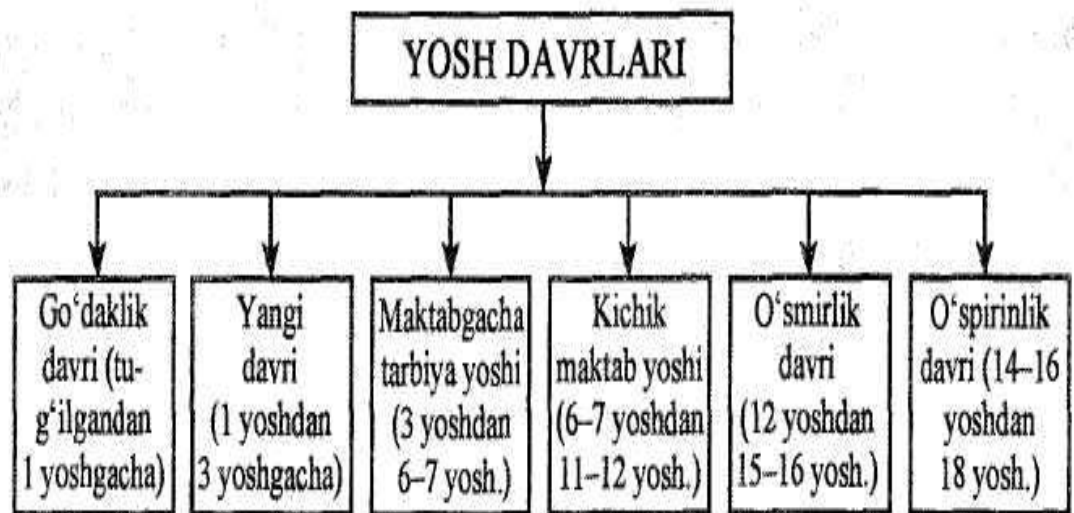 YOSH DAVRLARI
Go‘daklik
davri (tu-
g‘ilgandan
1 yoshgacha)
Yangi
davri
(1 yoshdan
3 yoshgacha)
Maktabgacha
tarbiya yoshi
(3 yoshdan
6–7 yosh.)
Kichik
maktab yoshi
(6–7 yoshdan
11–12 yosh.)
O‘smirlik
davri
(12 yoshdan
15–16 yosh.)
O‘spirinlik
davri (14–16
yoshdan
18 yosh.)